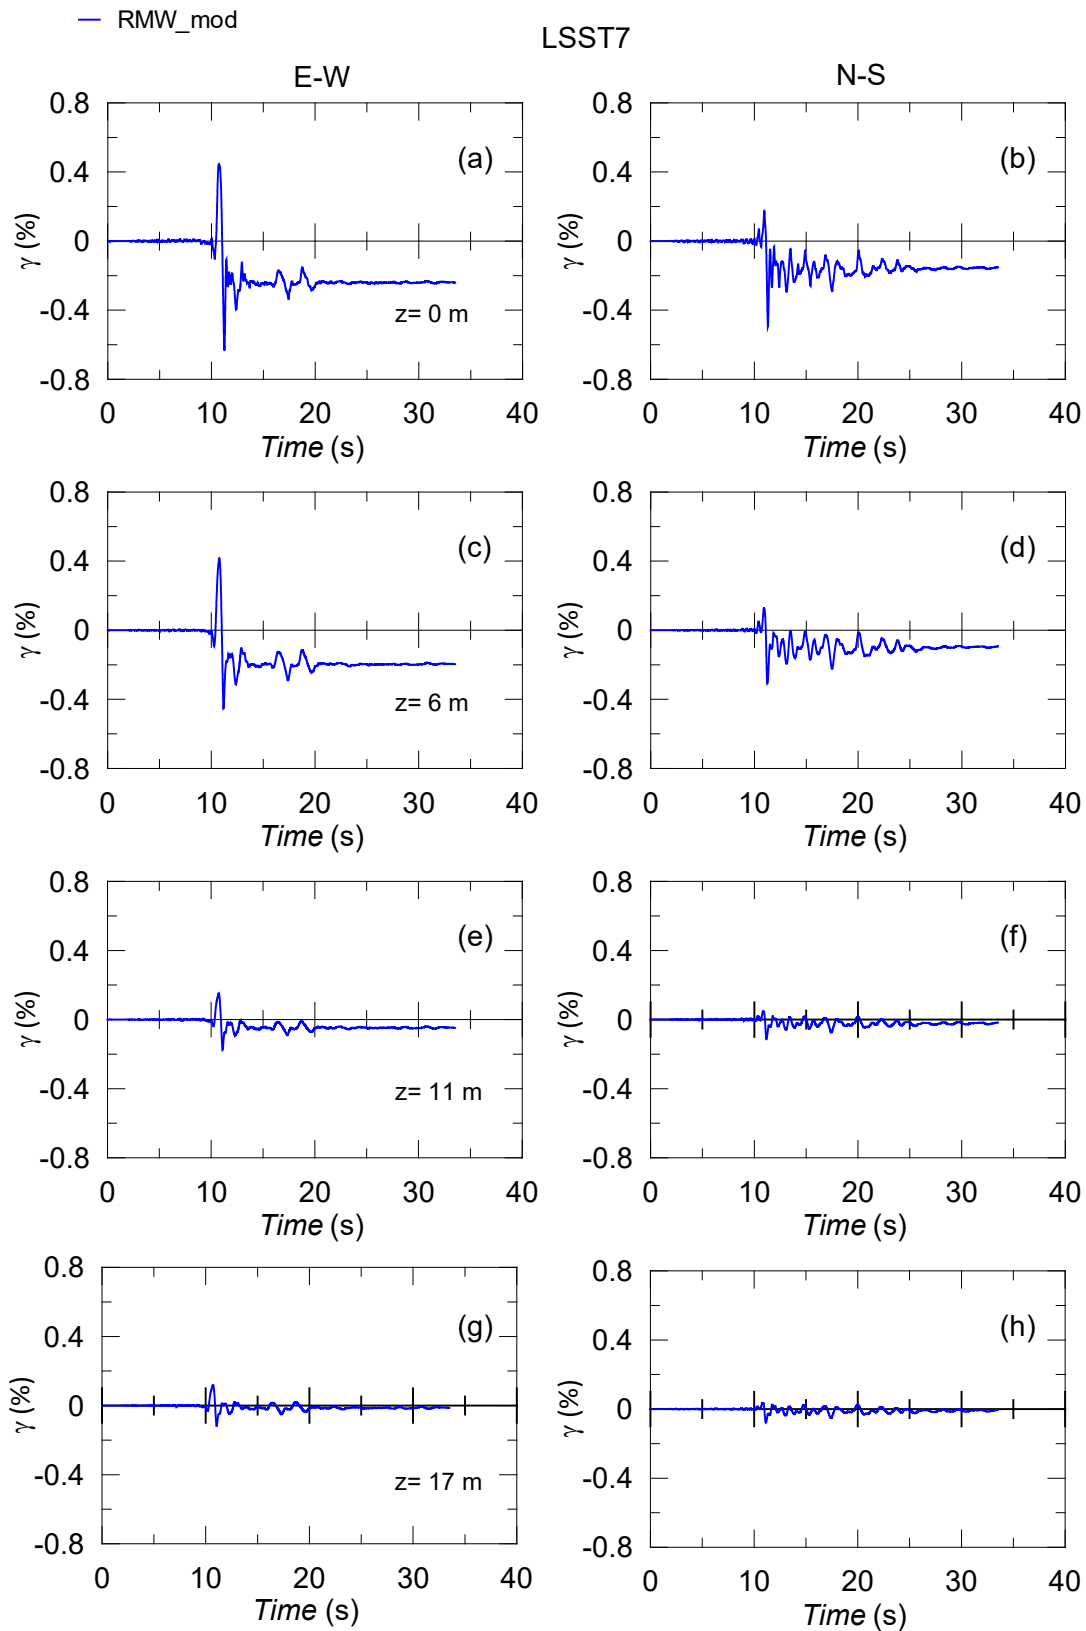 RMW_mod
LSST7
E-W
N-S
0.8
0.4
0
-0.4
-0.8
γ (%)
(a)
z= 0 m
0 10 20 30 40
Time (s)
0.8
0.4
0
-0.4
-0.8
γ (%)
(b)
0 10 20 30 40
Time (s)
0.8
0.4
0
-0.4
-0.8
γ (%)
(c)
z= 6 m
0 10 20 30 40
Time (s)
0.8
0.4
0
-0.4
-0.8
γ (%)
(d)
0 10 20 30 40
Time (s)
0.8
0.4
0
-0.4
-0.8
γ (%)
(e)
z= 11 m
0 10 20 30 40
Time (s)
0.8
0.4
0
-0.4
-0.8
γ (%)
(f)
0 10 20 30 40
Time (s)
0.8
0.4
0
-0.4
-0.8
γ (%)
(g)
z= 17 m
0 10 20 30 40
Time (s)
0.8
0.4
0
-0.4
-0.8
γ (%)
(h)
0 10 20 30 40
Time (s)